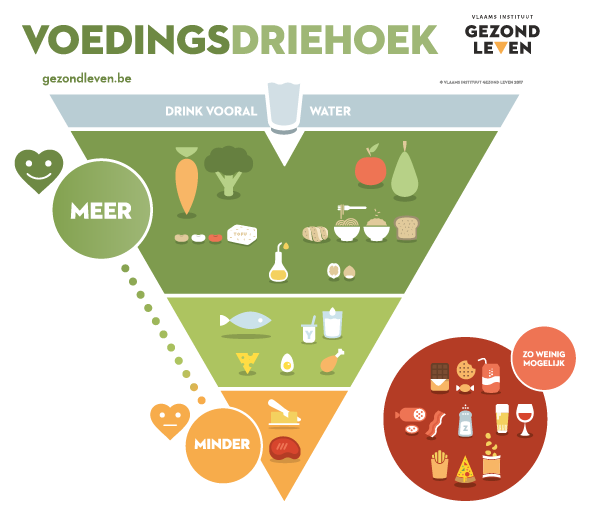 VOEDINGSDRIEHOEK
VLAAMS INSTITUUT
GEZOND
LEVEN
gezondleven.be
© VLAAMS INSTITUUT GEZOND LEVEN 2017
DRINK VOORAL WATER
MEER
TOFU
Y
ZO WEINIG
MOGELIJK
MINDER
Z